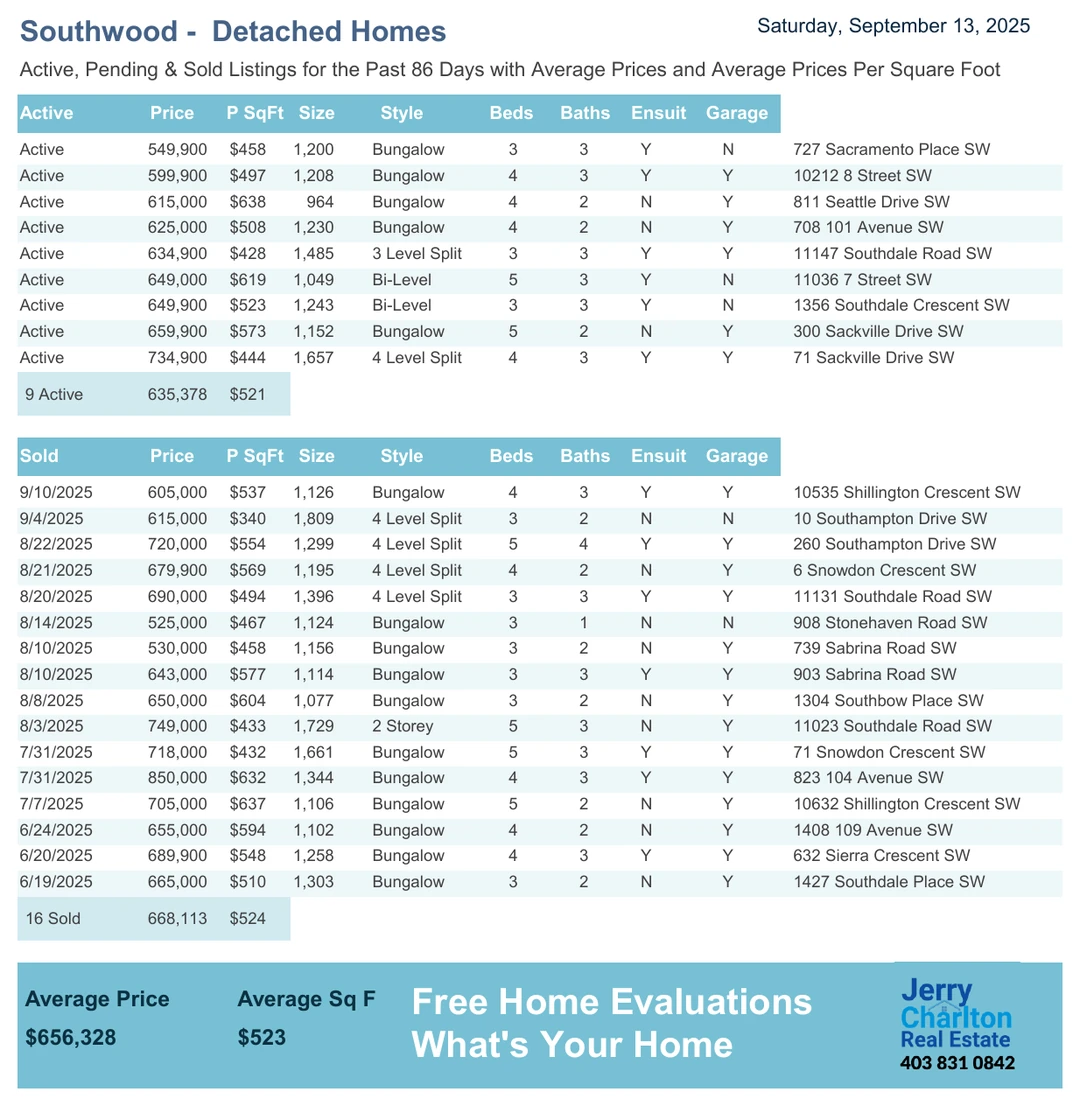 Southwood -  Detached Homes
Saturday, September 13, 2025
Active, Pending & Sold Listings for the Past 86 Days with Average Prices and Average Prices Per Square Foot
Active Price P SqFt Size Style Beds Baths Ensuit Garage
Active 549,900 $458 1,200 Bungalow 3 3 Y N 727 Sacramento Place SW
Active 599,900 $497 1,208 Bungalow 4 3 Y Y 10212 8 Street SW
Active 615,000 $638 964 Bungalow 4 2 N Y 811 Seattle Drive SW
Active 625,000 $508 1,230 Bungalow 4 2 N Y 708 101 Avenue SW
Active 634,900 $428 1,485 3 Level Split 3 3 Y Y 11147 Southdale Road SW
Active 649,000 $619 1,049 Bi-Level 5 3 Y N 11036 7 Street SW
Active 649,900 $523 1,243 Bi-Level 3 3 Y N 1356 Southdale Crescent SW
Active 659,900 $573 1,152 Bungalow 5 2 N Y 300 Sackville Drive SW
Active 734,900 $444 1,657 4 Level Split 4 3 Y Y 71 Sackville Drive SW
9 Active 635,378 $521
Sold Price P SqFt Size Style Beds Baths Ensuit Garage
9/10/2025 605,000 $537 1,126 Bungalow 4 3 Y Y 10535 Shillington Crescent SW
9/4/2025 615,000 $340 1,809 4 Level Split 3 2 N N 10 Southampton Drive SW
8/22/2025 720,000 $554 1,299 4 Level Split 5 4 Y Y 260 Southampton Drive SW
8/21/2025 679,900 $569 1,195 4 Level Split 4 2 N Y 6 Snowdon Crescent SW
8/20/2025 690,000 $494 1,396 4 Level Split 3 3 Y Y 11131 Southdale Road SW
8/14/2025 525,000 $467 1,124 Bungalow 3 1 N N 908 Stonehaven Road SW
8/10/2025 530,000 $458 1,156 Bungalow 3 2 N Y 739 Sabrina Road SW
8/10/2025 643,000 $577 1,114 Bungalow 3 3 Y Y 903 Sabrina Road SW
8/8/2025 650,000 $604 1,077 Bungalow 3 2 N Y 1304 Southbow Place SW
8/3/2025 749,000 $433 1,729 2 Storey 5 3 N Y 11023 Southdale Road SW
7/31/2025 718,000 $432 1,661 Bungalow 5 3 Y Y 71 Snowdon Crescent SW
7/31/2025 850,000 $632 1,344 Bungalow 4 3 Y Y 823 104 Avenue SW
7/7/2025 705,000 $637 1,106 Bungalow 5 2 N Y 10632 Shillington Crescent SW
6/24/2025 655,000 $594 1,102 Bungalow 4 2 N Y 1408 109 Avenue SW
6/20/2025 689,900 $548 1,258 Bungalow 4 3 Y Y 632 Sierra Crescent SW
6/19/2025 665,000 $510 1,303 Bungalow 3 2 N Y 1427 Southdale Place SW
16 Sold 668,113 $524
Average Price Average Sq F
$656,328 $523
Free Home Evaluations
What's Your Home
Jerry
Charlton
Real Estate
403 831 0842